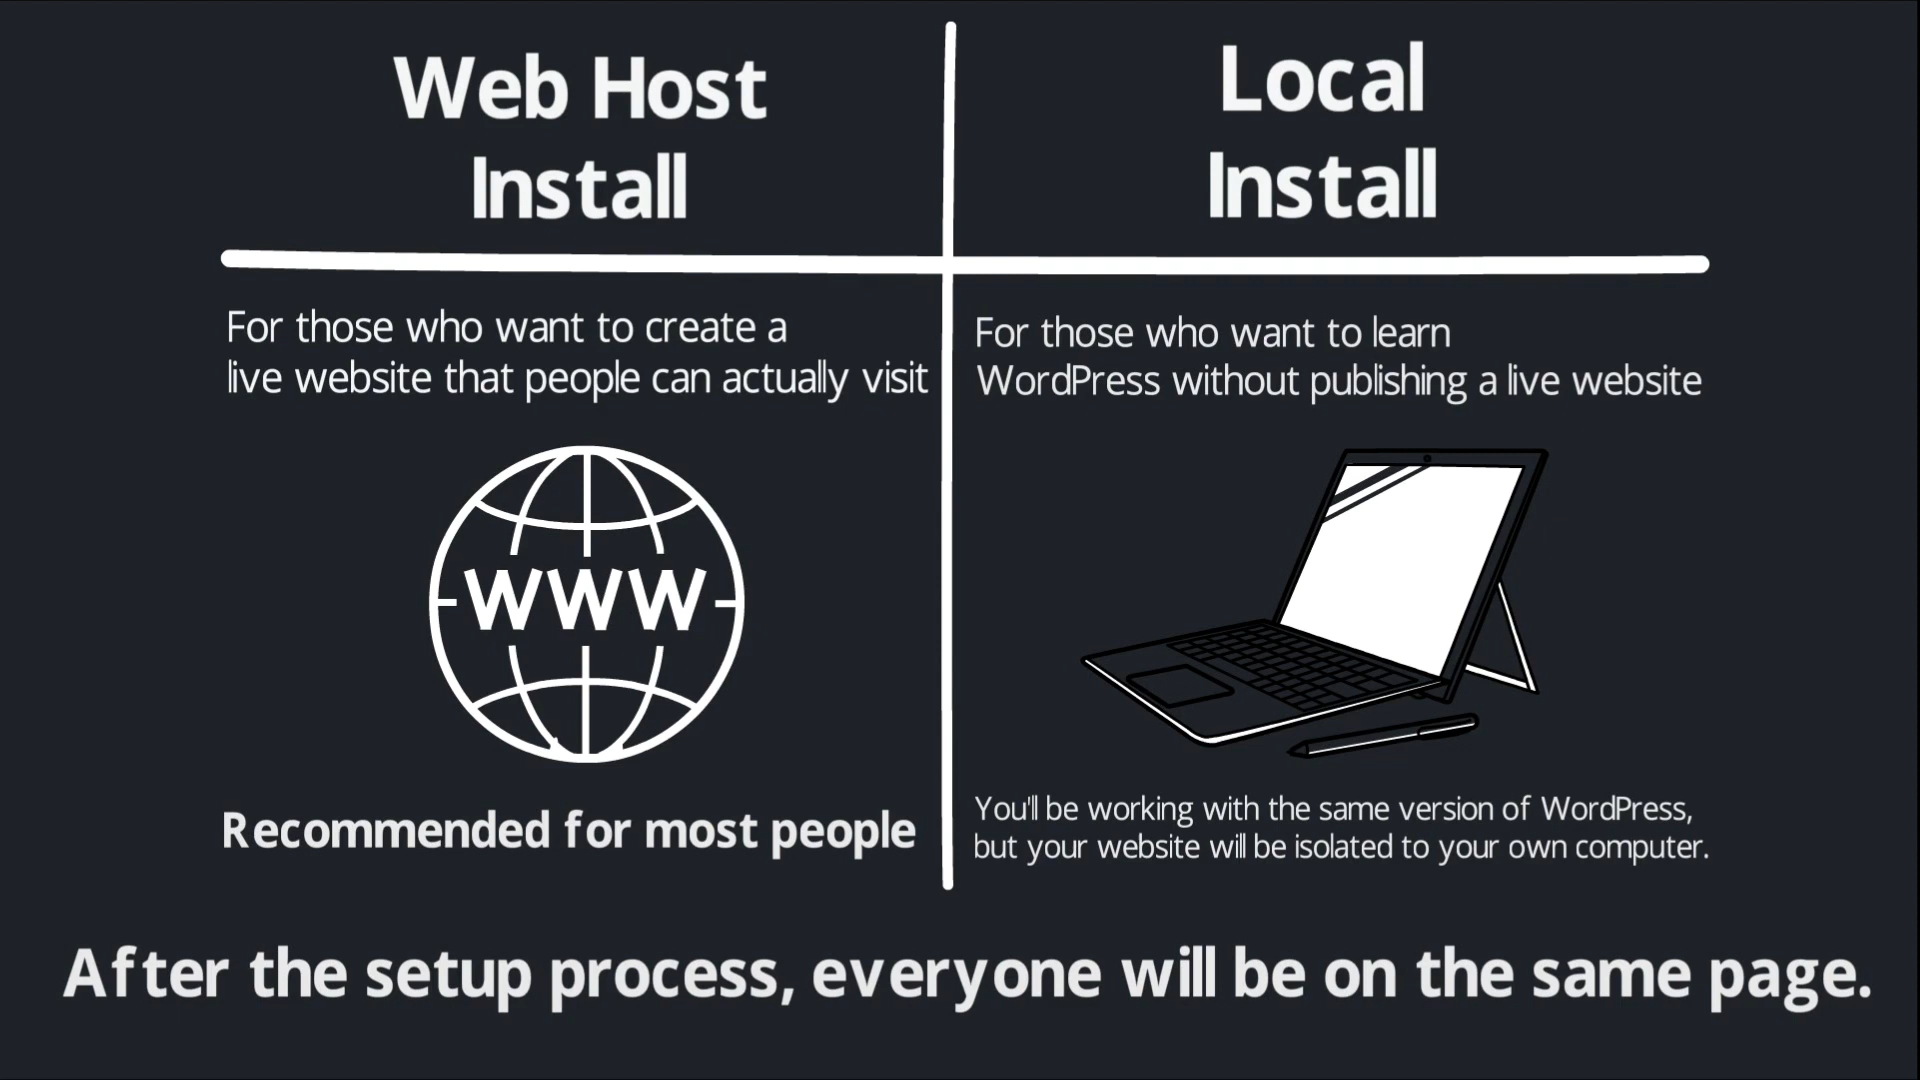 Web Host
Install
Local
Install
For those who want to create a
live website that people can actually visit
For those who want to learn
WordPress without publishing a live website
WWW
Recommended for most people
You'll be working with the same version of WordPress,
but your website will be isolated to your own computer.
After the setup process, everyone will be on the same page.